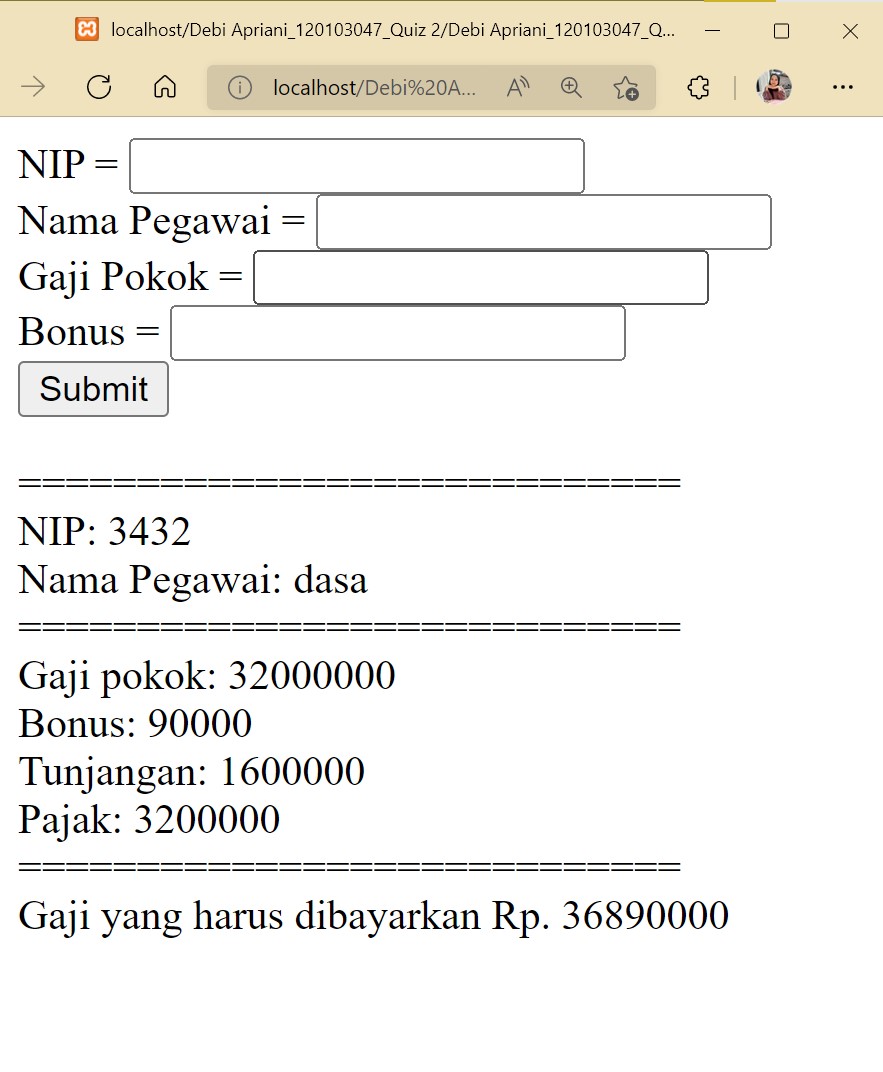 localhost/Debi Apriani_120103047_Quiz 2/Debi Apriani_120103047_Q...
localhost/Debi%20A...
NIP =
Nama Pegawai =
Gaji Pokok =
Bonus =
Submit
============================
NIP: 3432
Nama Pegawai: dasa
============================
Gaji pokok: 32000000
Bonus: 90000
Tunjangan: 1600000
Pajak: 3200000
============================
Gaji yang harus dibayarkan Rp. 36890000